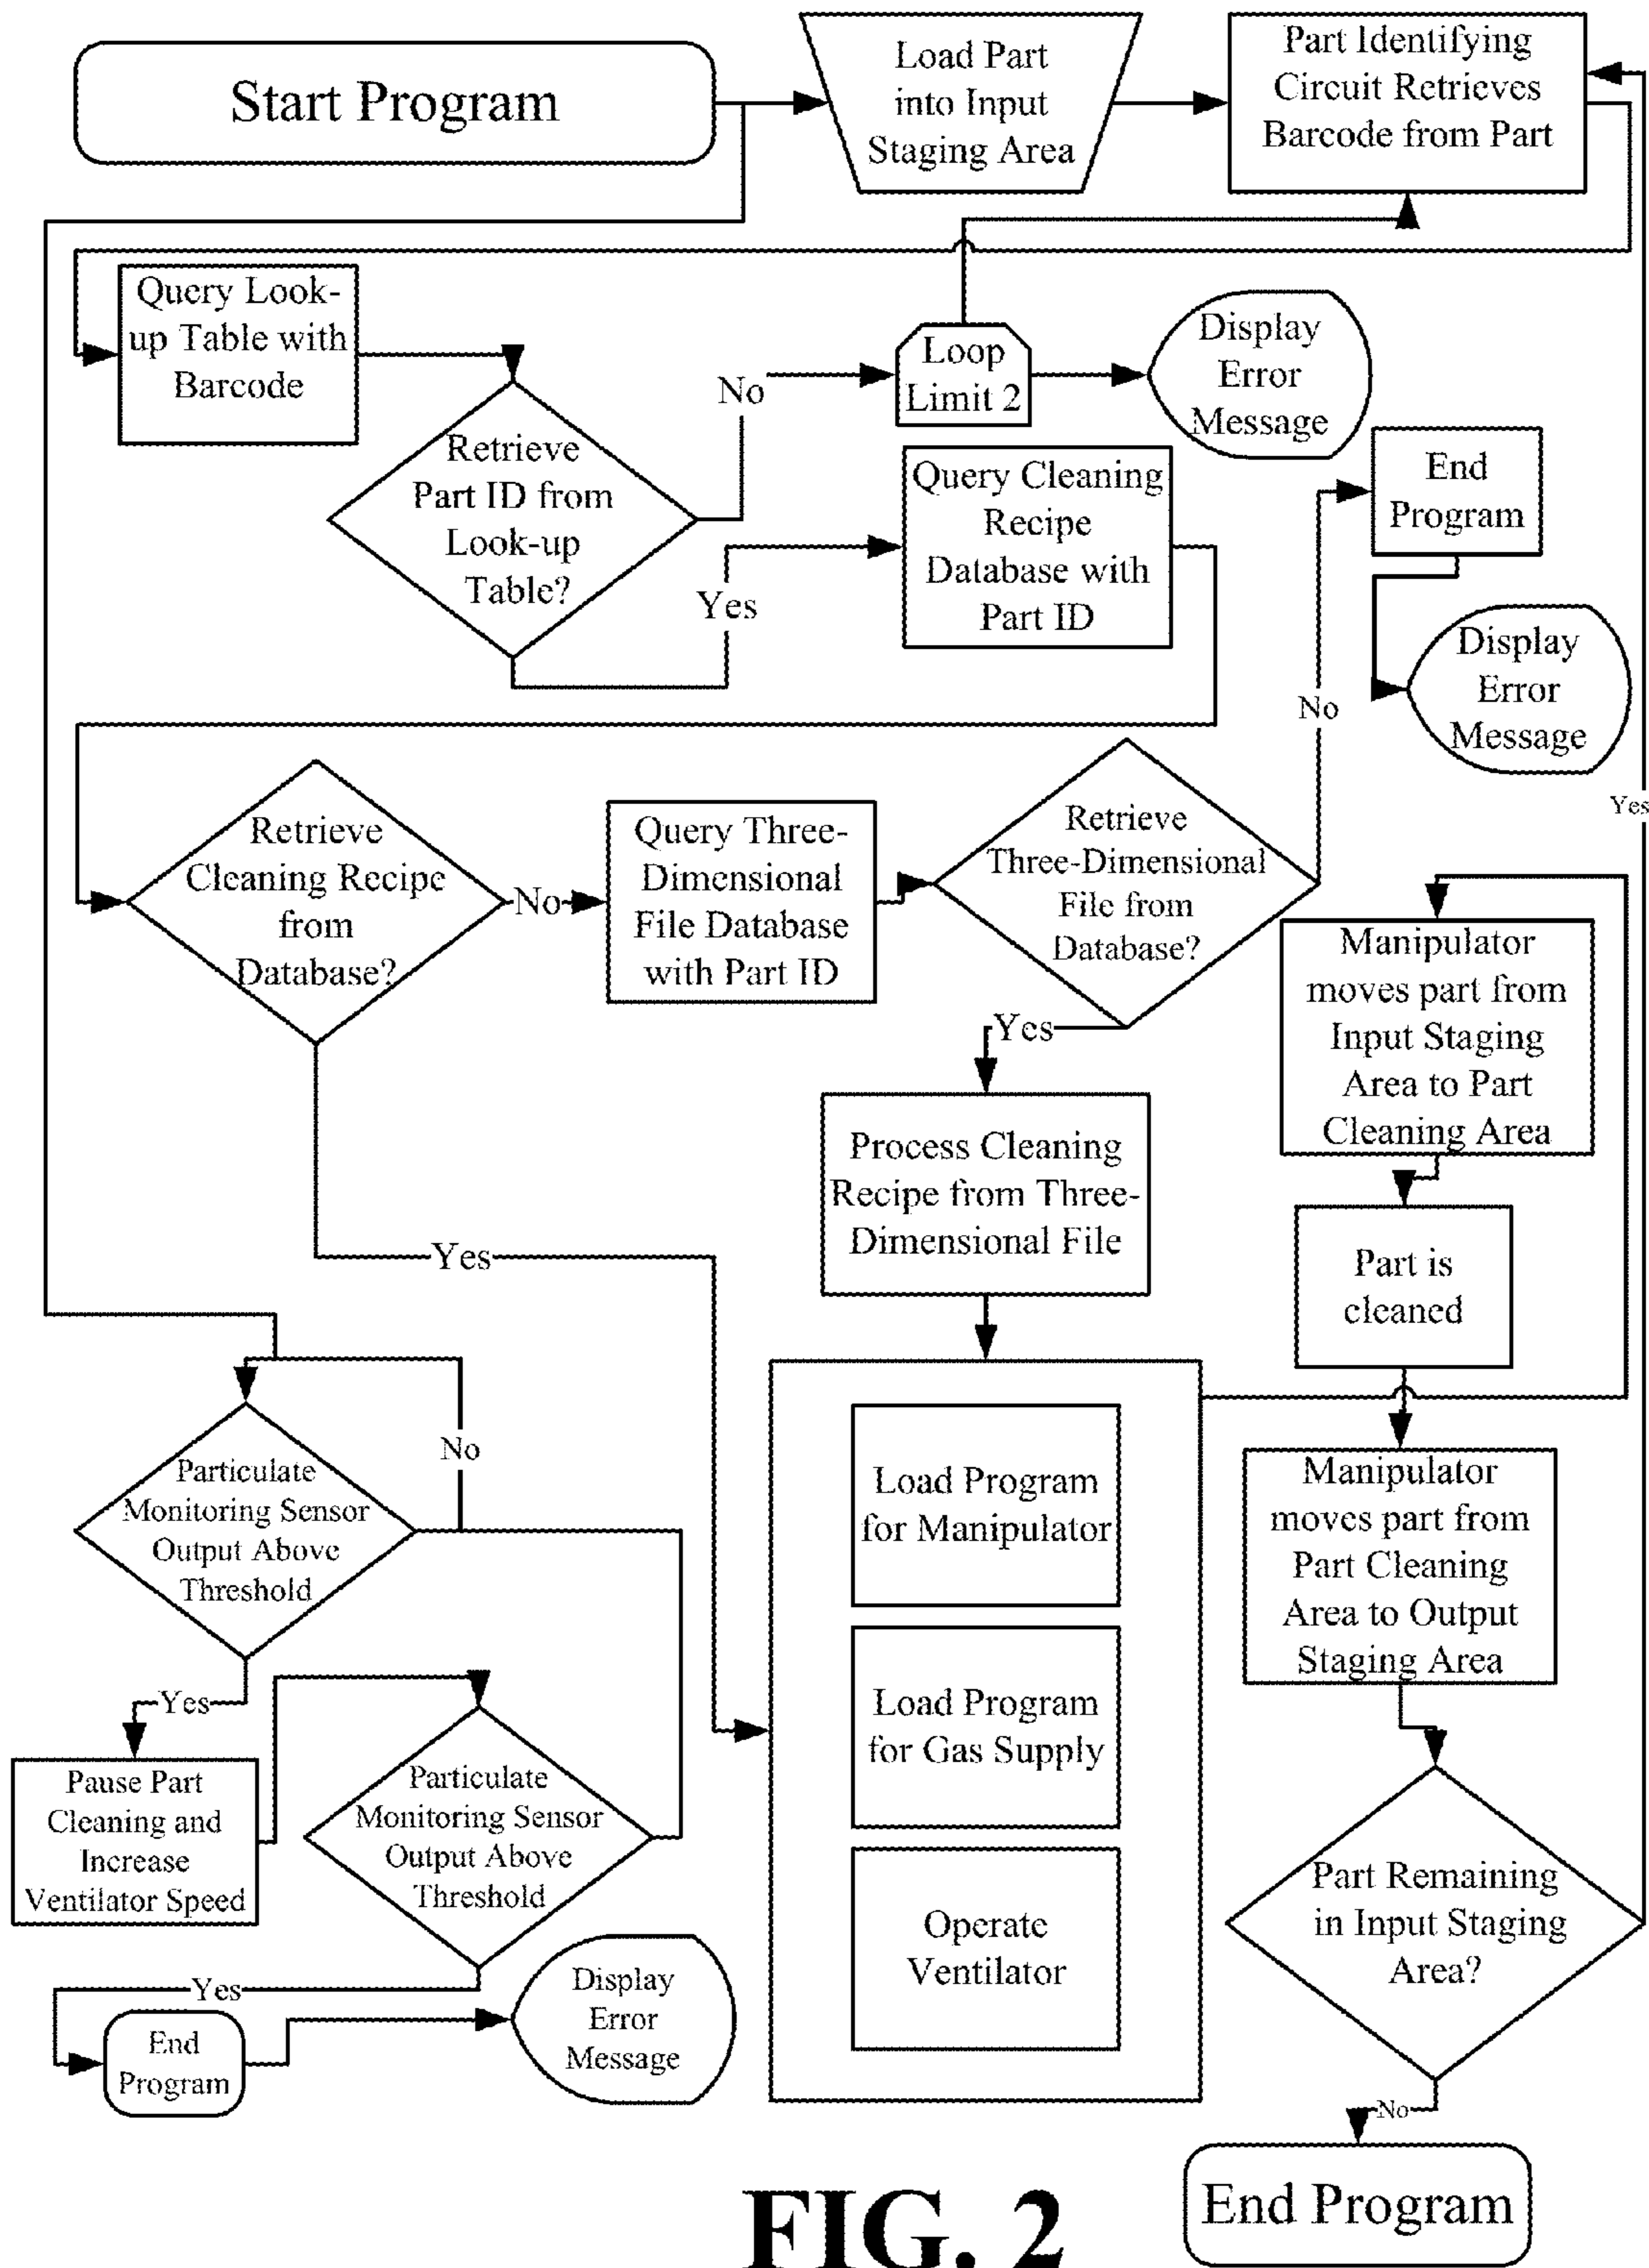 Start Program
Load Part
into Input
Staging Area
Part Identifying
Circuit Retrieves
Barcode from Part
Query Look-
up Table with
Barcode
Retrieve
Part ID from
Look-up
Table?
No
Yes
Loop
Limit 2
Display
Error
Message
Query Cleaning
Recipe
Database with
Part ID
End
Program
Display
Error
Message
No
Yes
Retrieve
Cleaning Recipe
from
Database?
No
Query Three-
Dimensional
File Database
with Part ID
Retrieve
Three-Dimensional
File from
Database?
Yes
Manipulator
moves part from
Input Staging
Area to Part
Cleaning Area
Process Cleaning
Recipe from Three-
Dimensional File
Yes
Part is
cleaned
Load Program
for Manipulator
Load Program
for Gas Supply
Operate
Ventilator
Manipulator
moves part from
Part Cleaning
Area to Output
Staging Area
Particulate
Monitoring Sensor
Output Above
Threshold
No
Yes
Pause Part
Cleaning and
Increase
Ventilator Speed
Particulate
Monitoring Sensor
Output Above
Threshold
Yes
End
Program
Display
Error
Message
Part Remaining
in Input Staging
Area?
No
End Program
FIG. 2